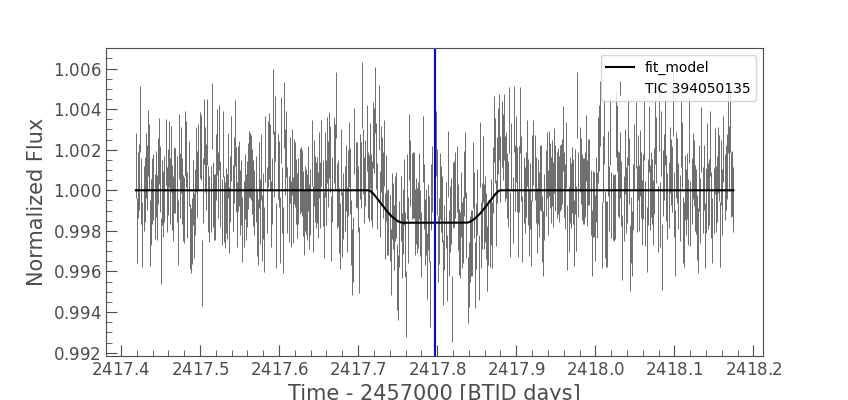 fit_model
TIC 394050135
Normalized Flux
1.006
1.004
1.002
1.000
0.998
0.996
0.994
0.992
2417.4 2417.5 2417.6 2417.7 2417.8 2417.9 2418.0 2418.1 2418.2
Time - 2457000 [BTJD days]